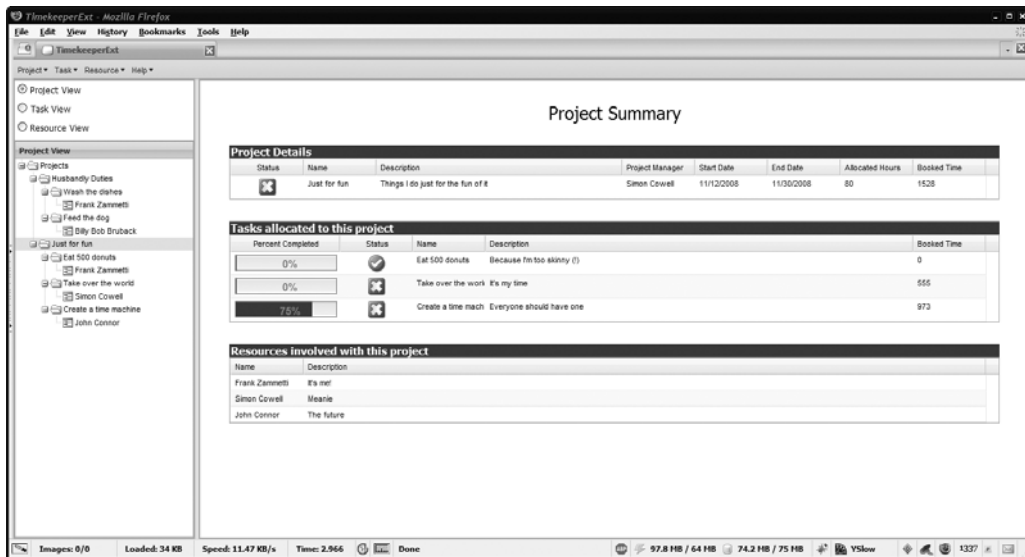 TimekeeperExt - Mozilla Firefox
File Edit View History Bookmarks Tools Help
TimekeeperExt
Project Task Resource Help
Project View
Task View
Resource View
Project View
Projects
Husbandly Duties
Wash the dishes
Frank Zammetti
Feed the dog
Billy Bob Bruback
Just for fun
Eat 500 donuts
Frank Zammetti
Take over the world
Simon Cowell
Create a time machine
John Connor
Project Summary
Project Details
Status Name Description Project Manager Start Date End Date Allocated Hours Booked Time
Just for fun Things I do just for the fun of it Simon Cowell 11/12/2008 11/30/2008 80 1528
Tasks allocated to this project
Percent Completed Status Name Description Booked Time
0% Eat 500 donuts Because I'm too skinny (!) 0
0% Take over the worl It's my time 555
75% Create a time mach Everyone should have one 973
Resources involved with this project
Name Description
Frank Zammetti It's me!
Simon Cowell Meanie
John Connor The future
Images: 0/0 Loaded: 34 KB Speed: 11.47 KB/s Time: 2.966 Done ABP 97.8 MB / 64 MB 74.2 MB / 75 MB YSlow 1337